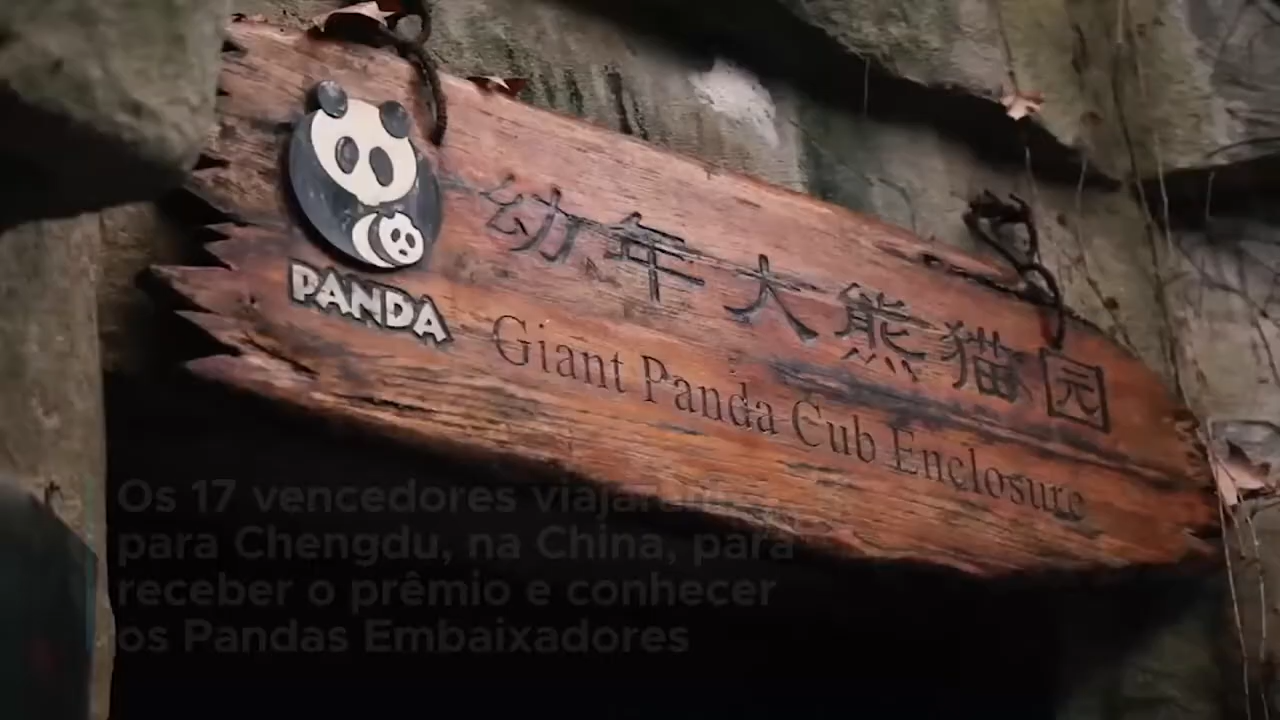 幼年大熊猫园
PANDA
Giant Panda Cub Enclosure
Os 17 vencedores viajaram
para Chengdu, na China, para
receber o prêmio e conhecer
os Pandas Embaixadores